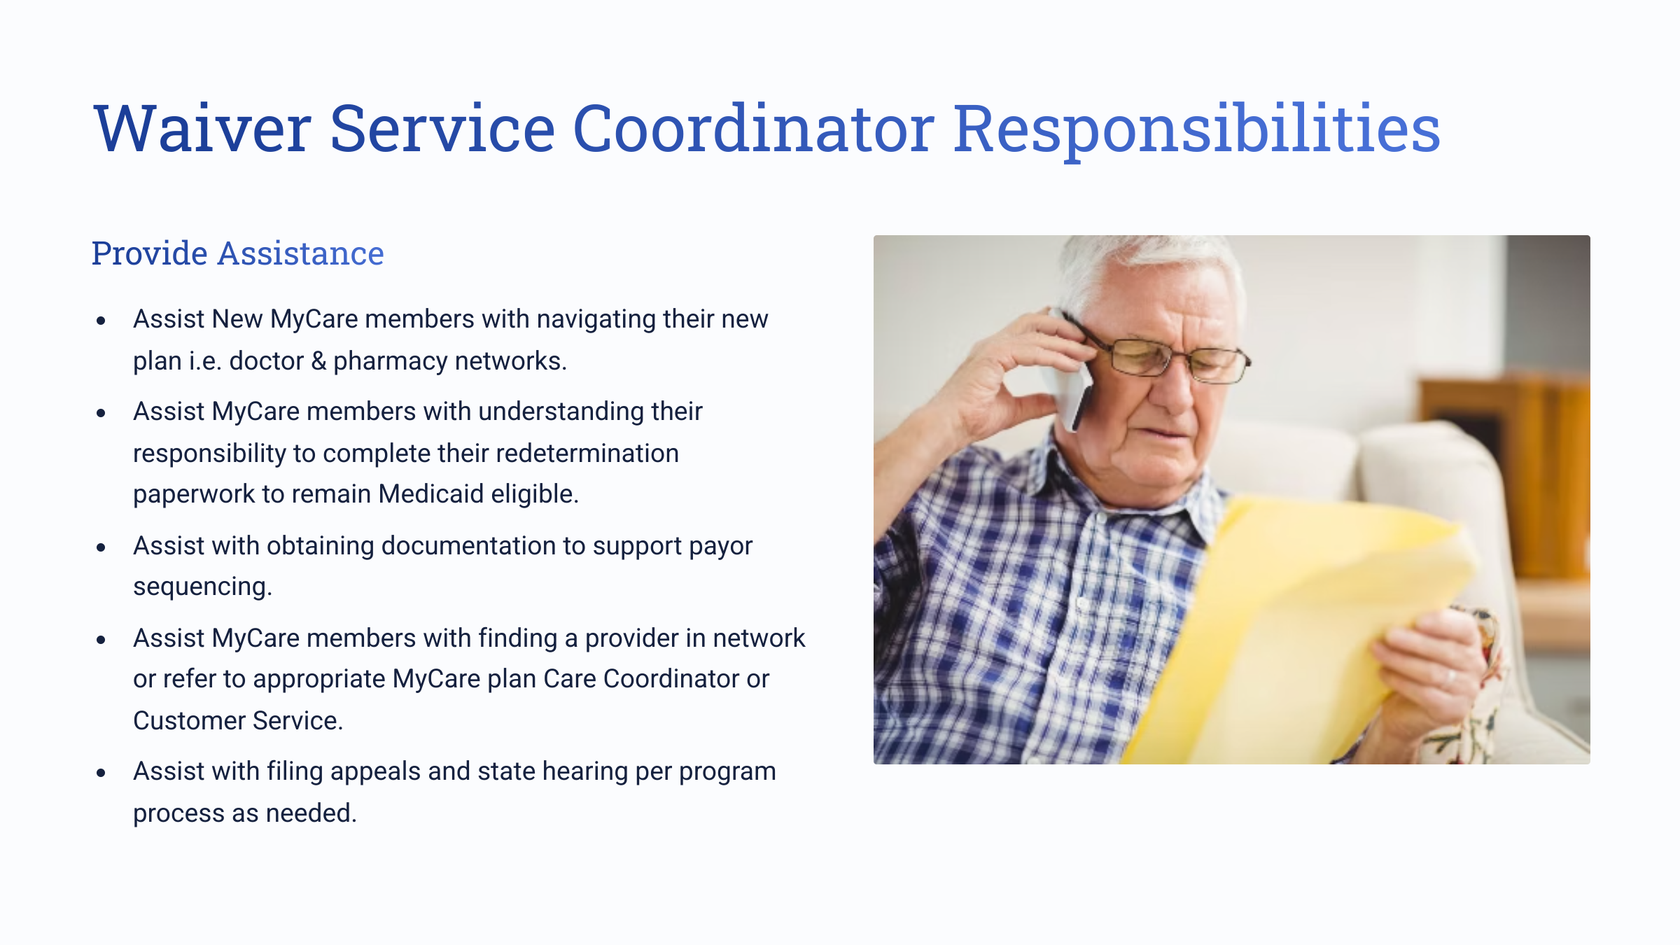 Waiver Service Coordinator Responsibilities
Provide Assistance
• Assist New MyCare members with navigating their new
plan i.e. doctor & pharmacy networks.
• Assist MyCare members with understanding their
responsibility to complete their redetermination
paperwork to remain Medicaid eligible.
• Assist with obtaining documentation to support payor
sequencing.
• Assist MyCare members with finding a provider in network
or refer to appropriate MyCare plan Care Coordinator or
Customer Service.
• Assist with filing appeals and state hearing per program
process as needed.